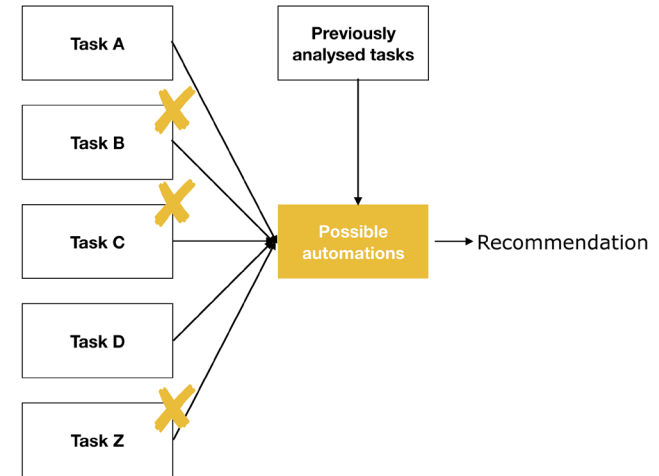 Task A
Previously
analysed tasks
Task B
Task C
Possible
automations
Recommendation
Task D
Task Z